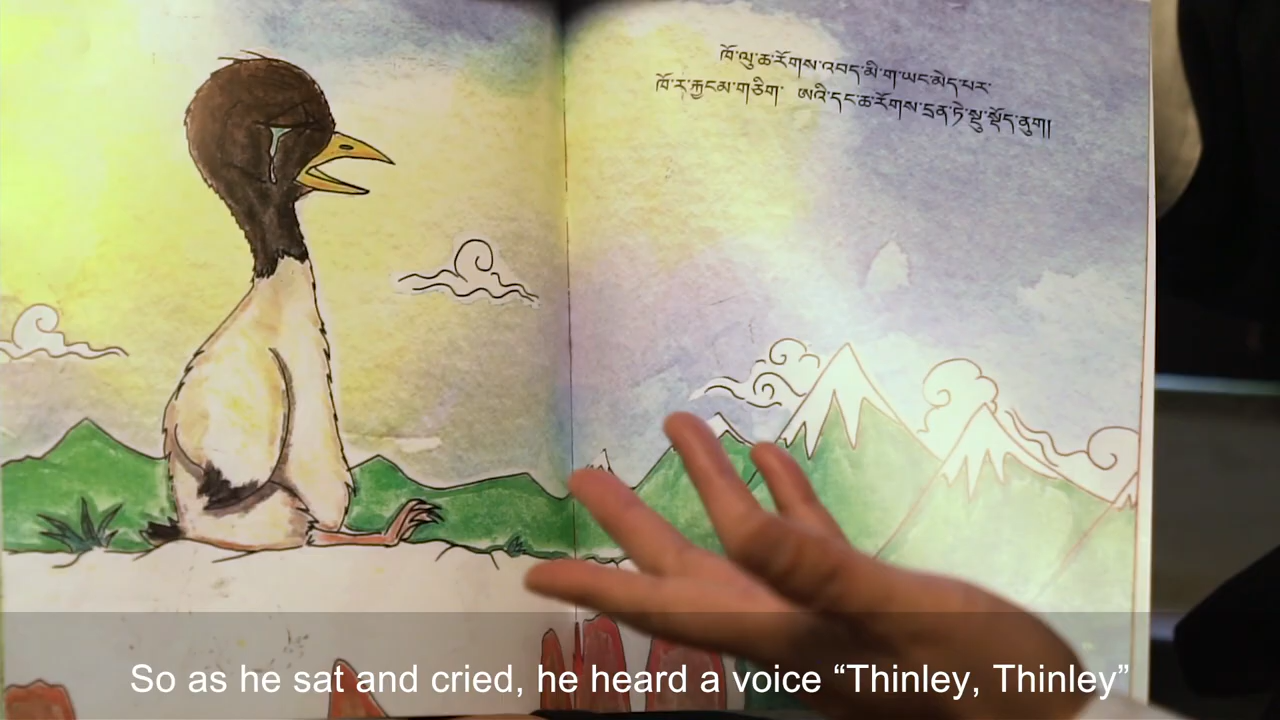 ཁོ་ལུ་ཆ་རོགས་འབད་མི་ག་ཡང་མེད་པར་
ཁོ་ར་རྐྱངམ་གཅིག་ ཨའི་དང་ཆ་རོགས་དྲན་ཏེ་སྡུ་སྡོད་ནུག།
So as he sat and cried, he heard a voice “Thinley, Thinley”